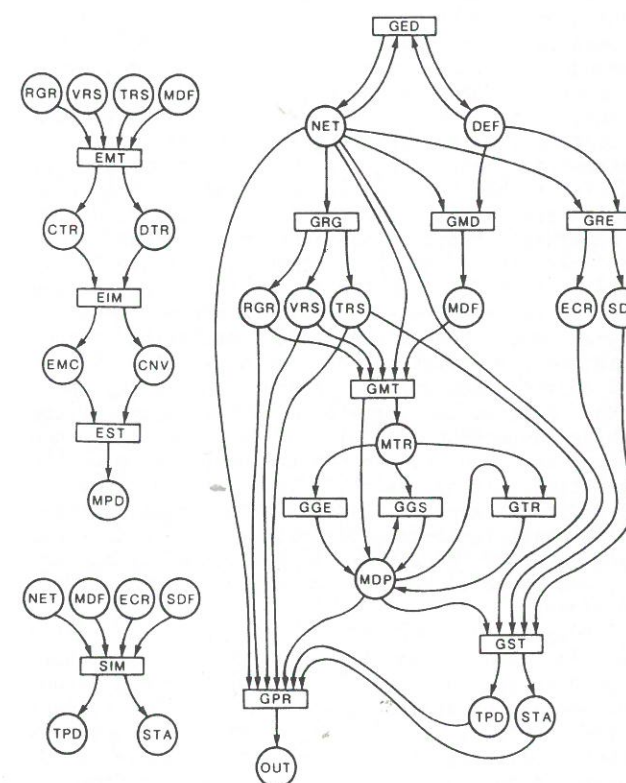 RGR VRS TRS MDF
EMT
CTR DTR
EIM
EMC CNV
EST
MPD
NET MDF ECR SDF
SIM
TPD STA
GED
NET DEF
GRG GMD GRE
RGR VRS TRS MDF ECR
GMT
MTR
GGE GGS GTR
MDP
GST
GPR TPD STA
OUT